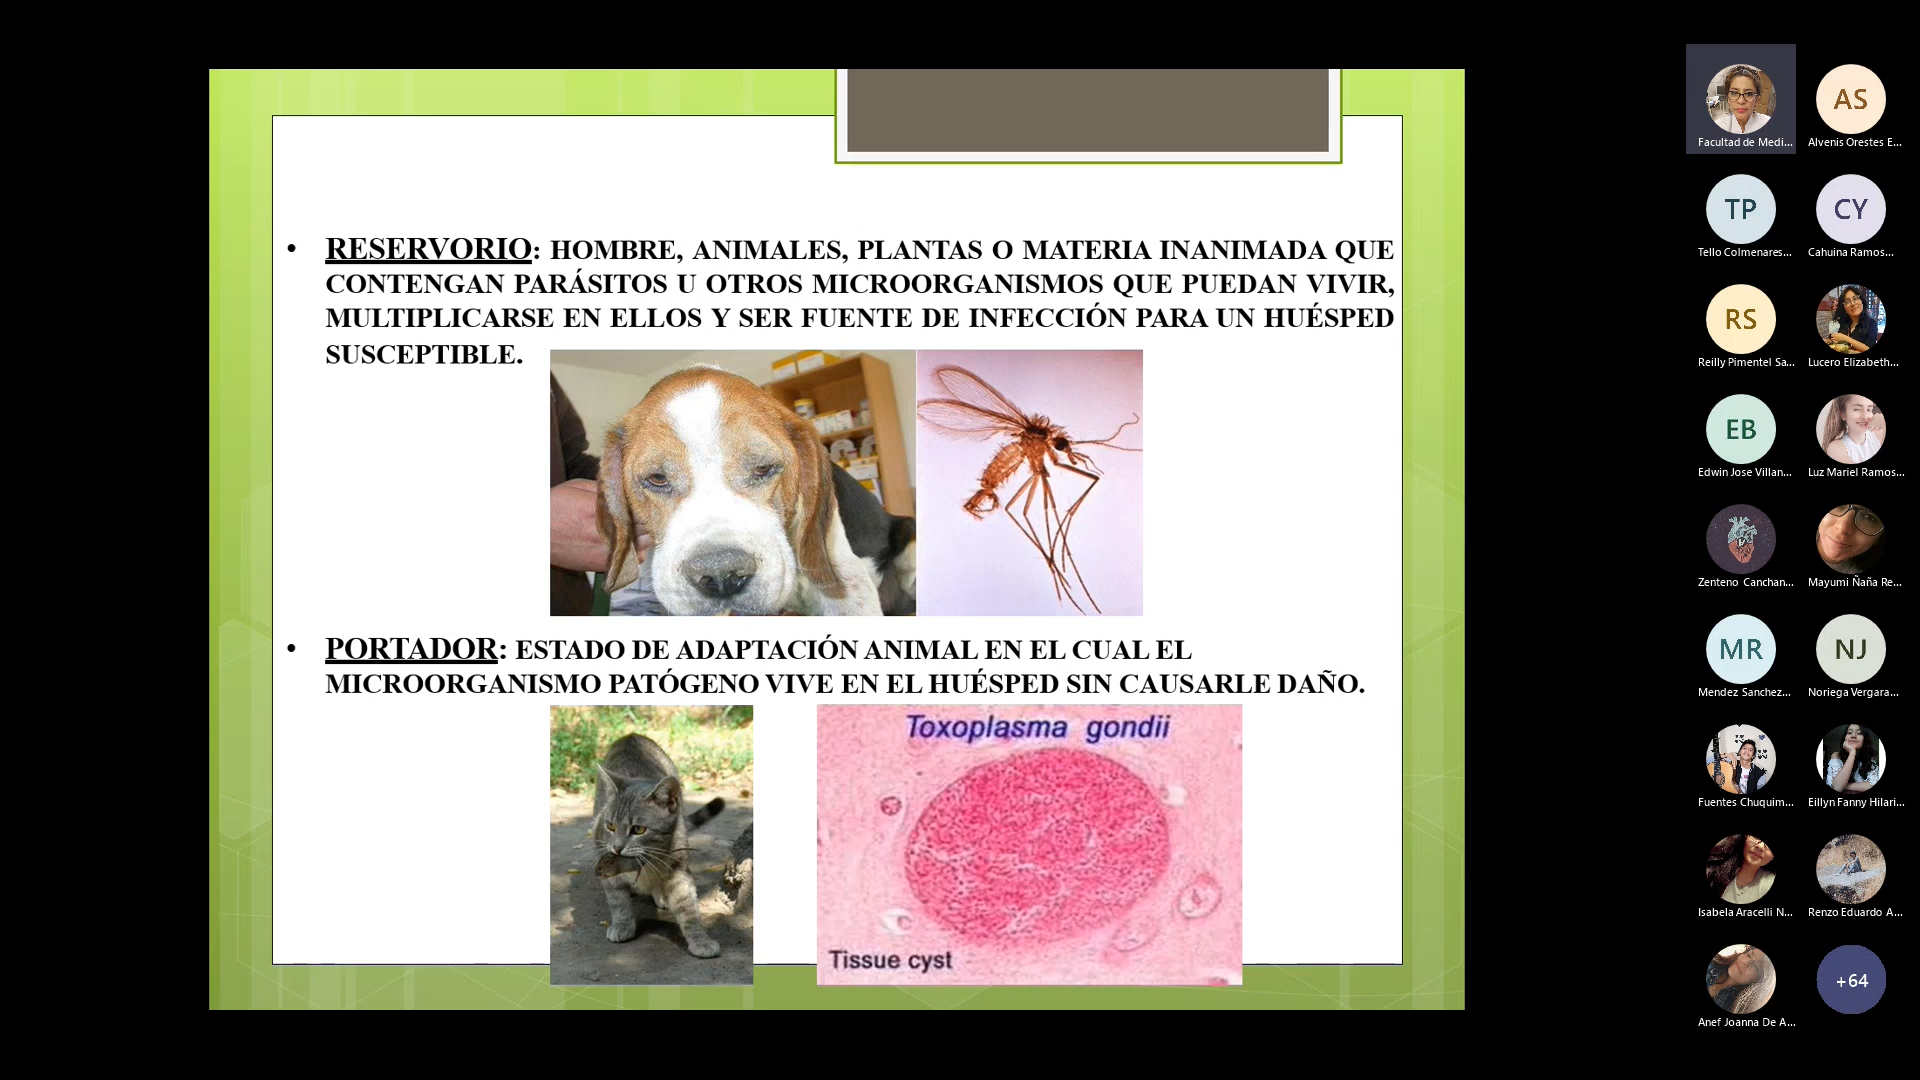 • RESERVORIO: HOMBRE, ANIMALES, PLANTAS O MATERIA INANIMADA QUE
CONTENGAN PARÁSITOS U OTROS MICROORGANISMOS QUE PUEDAN VIVIR,
MULTIPLICARSE EN ELLOS Y SER FUENTE DE INFECCIÓN PARA UN HUÉSPED
SUSCEPTIBLE.
• PORTADOR: ESTADO DE ADAPTACIÓN ANIMAL EN EL CUAL EL
MICROORGANISMO PATÓGENO VIVE EN EL HUÉSPED SIN CAUSARLE DAÑO.
Toxoplasma gondii
Tissue cyst
Facultad de Medi...
AS
Alvenis Orestes E...
TP
Tello Colmenares...
CY
Cahuina Ramos...
RS
Reilly Pimentel Sa...
Lucero Elizabeth...
EB
Edwin Jose Villan...
Luz Mariel Ramos...
Zenteno Canchan...
Mayumi Ñaña Re...
MR
Mendez Sanchez...
NJ
Noriega Vergara...
Fuentes Chuquim...
Eillyn Fanny Hilari...
Isabela Aracelli N...
Renzo Eduardo A...
Anef Joanna De A...
+64